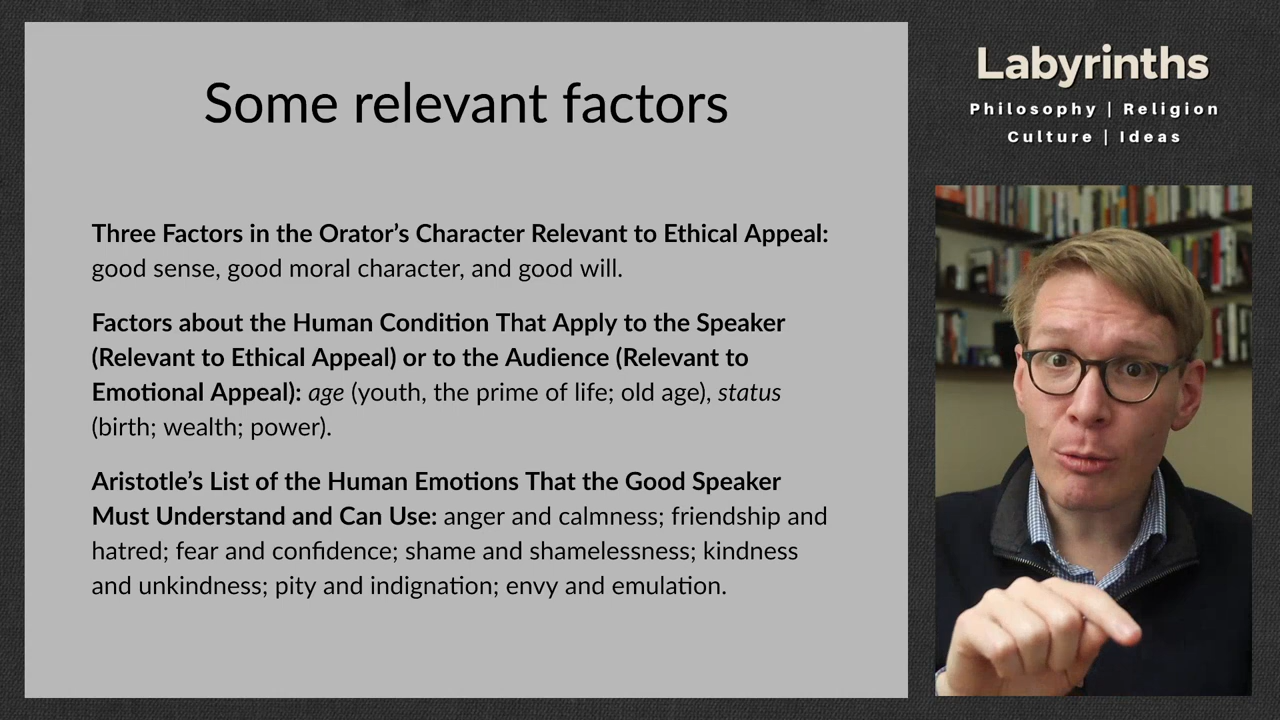 Some relevant factors
Three Factors in the Orator’s Character Relevant to Ethical Appeal:
good sense, good moral character, and good will.
Factors about the Human Condition That Apply to the Speaker
(Relevant to Ethical Appeal) or to the Audience (Relevant to
Emotional Appeal): age (youth, the prime of life; old age), status
(birth; wealth; power).
Aristotle’s List of the Human Emotions That the Good Speaker
Must Understand and Can Use: anger and calmness; friendship and
hatred; fear and confidence; shame and shamelessness; kindness
and unkindness; pity and indignation; envy and emulation.
Labyrinths
Philosophy | Religion
Culture | Ideas